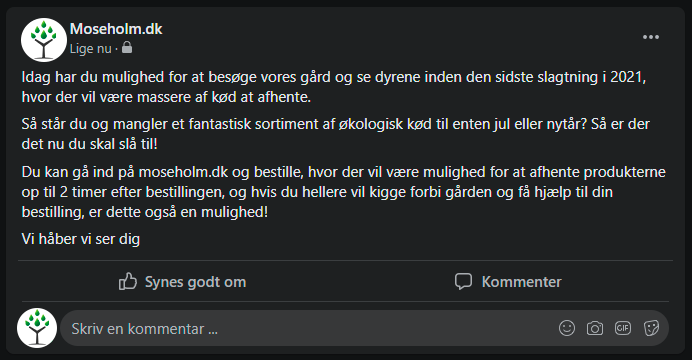 Moseholm.dk
Lige nu ·
Idag har du mulighed for at besøge vores gård og se dyrene inden den sidste slagtning i 2021,
hvor der vil være massere af kød at afhente.
Så står du og mangler et fantastisk sortiment af økologisk kød til enten jul eller nytår? Så er der
det nu du skal slå til!
Du kan gå ind på moseholm.dk og bestille, hvor der vil være mulighed for at afhente produkterne
op til 2 timer efter bestillingen, og hvis du hellere vil kigge forbi gården og få hjælp til din
bestilling, er dette også en mulighed!
Vi håber vi ser dig
Synes godt om
Kommenter
Skriv en kommentar ...
GIF